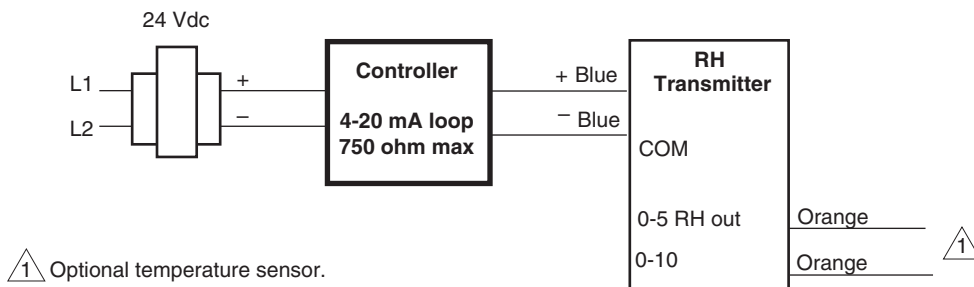 24 Vdc
L1
L2
+
–
Controller
4-20 mA loop
750 ohm max
+ Blue
– Blue
RH
Transmitter
COM
0-5 RH out
0-10
Orange
Orange
1
1 Optional temperature sensor.